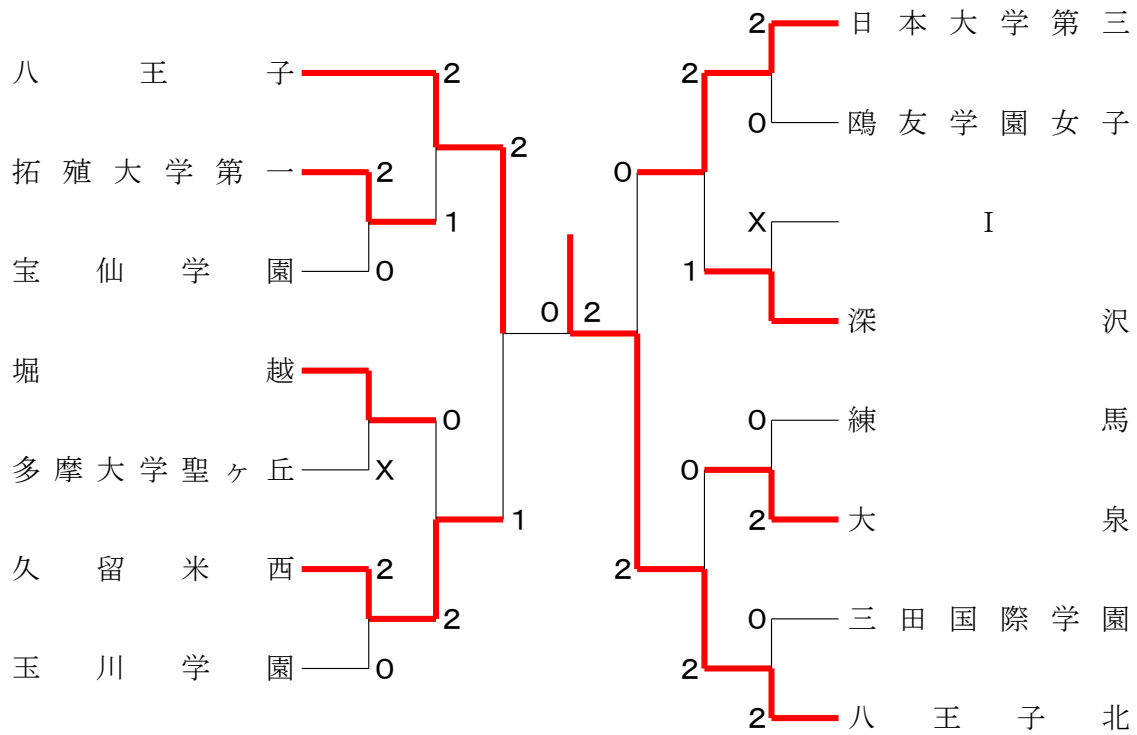 八王子
2
拓殖大学第一
2
2
1
宝仙学園
0
堀越
0
多摩大学聖ヶ丘
X
1
久留米西
2
2
玉川学園
0
0
2
日本大学第三
2
2
鴎友学園女子
0
0
I
X
1
深沢
練馬
0
0
大泉
2
2
三田国際学園
0
2
八王子北
2